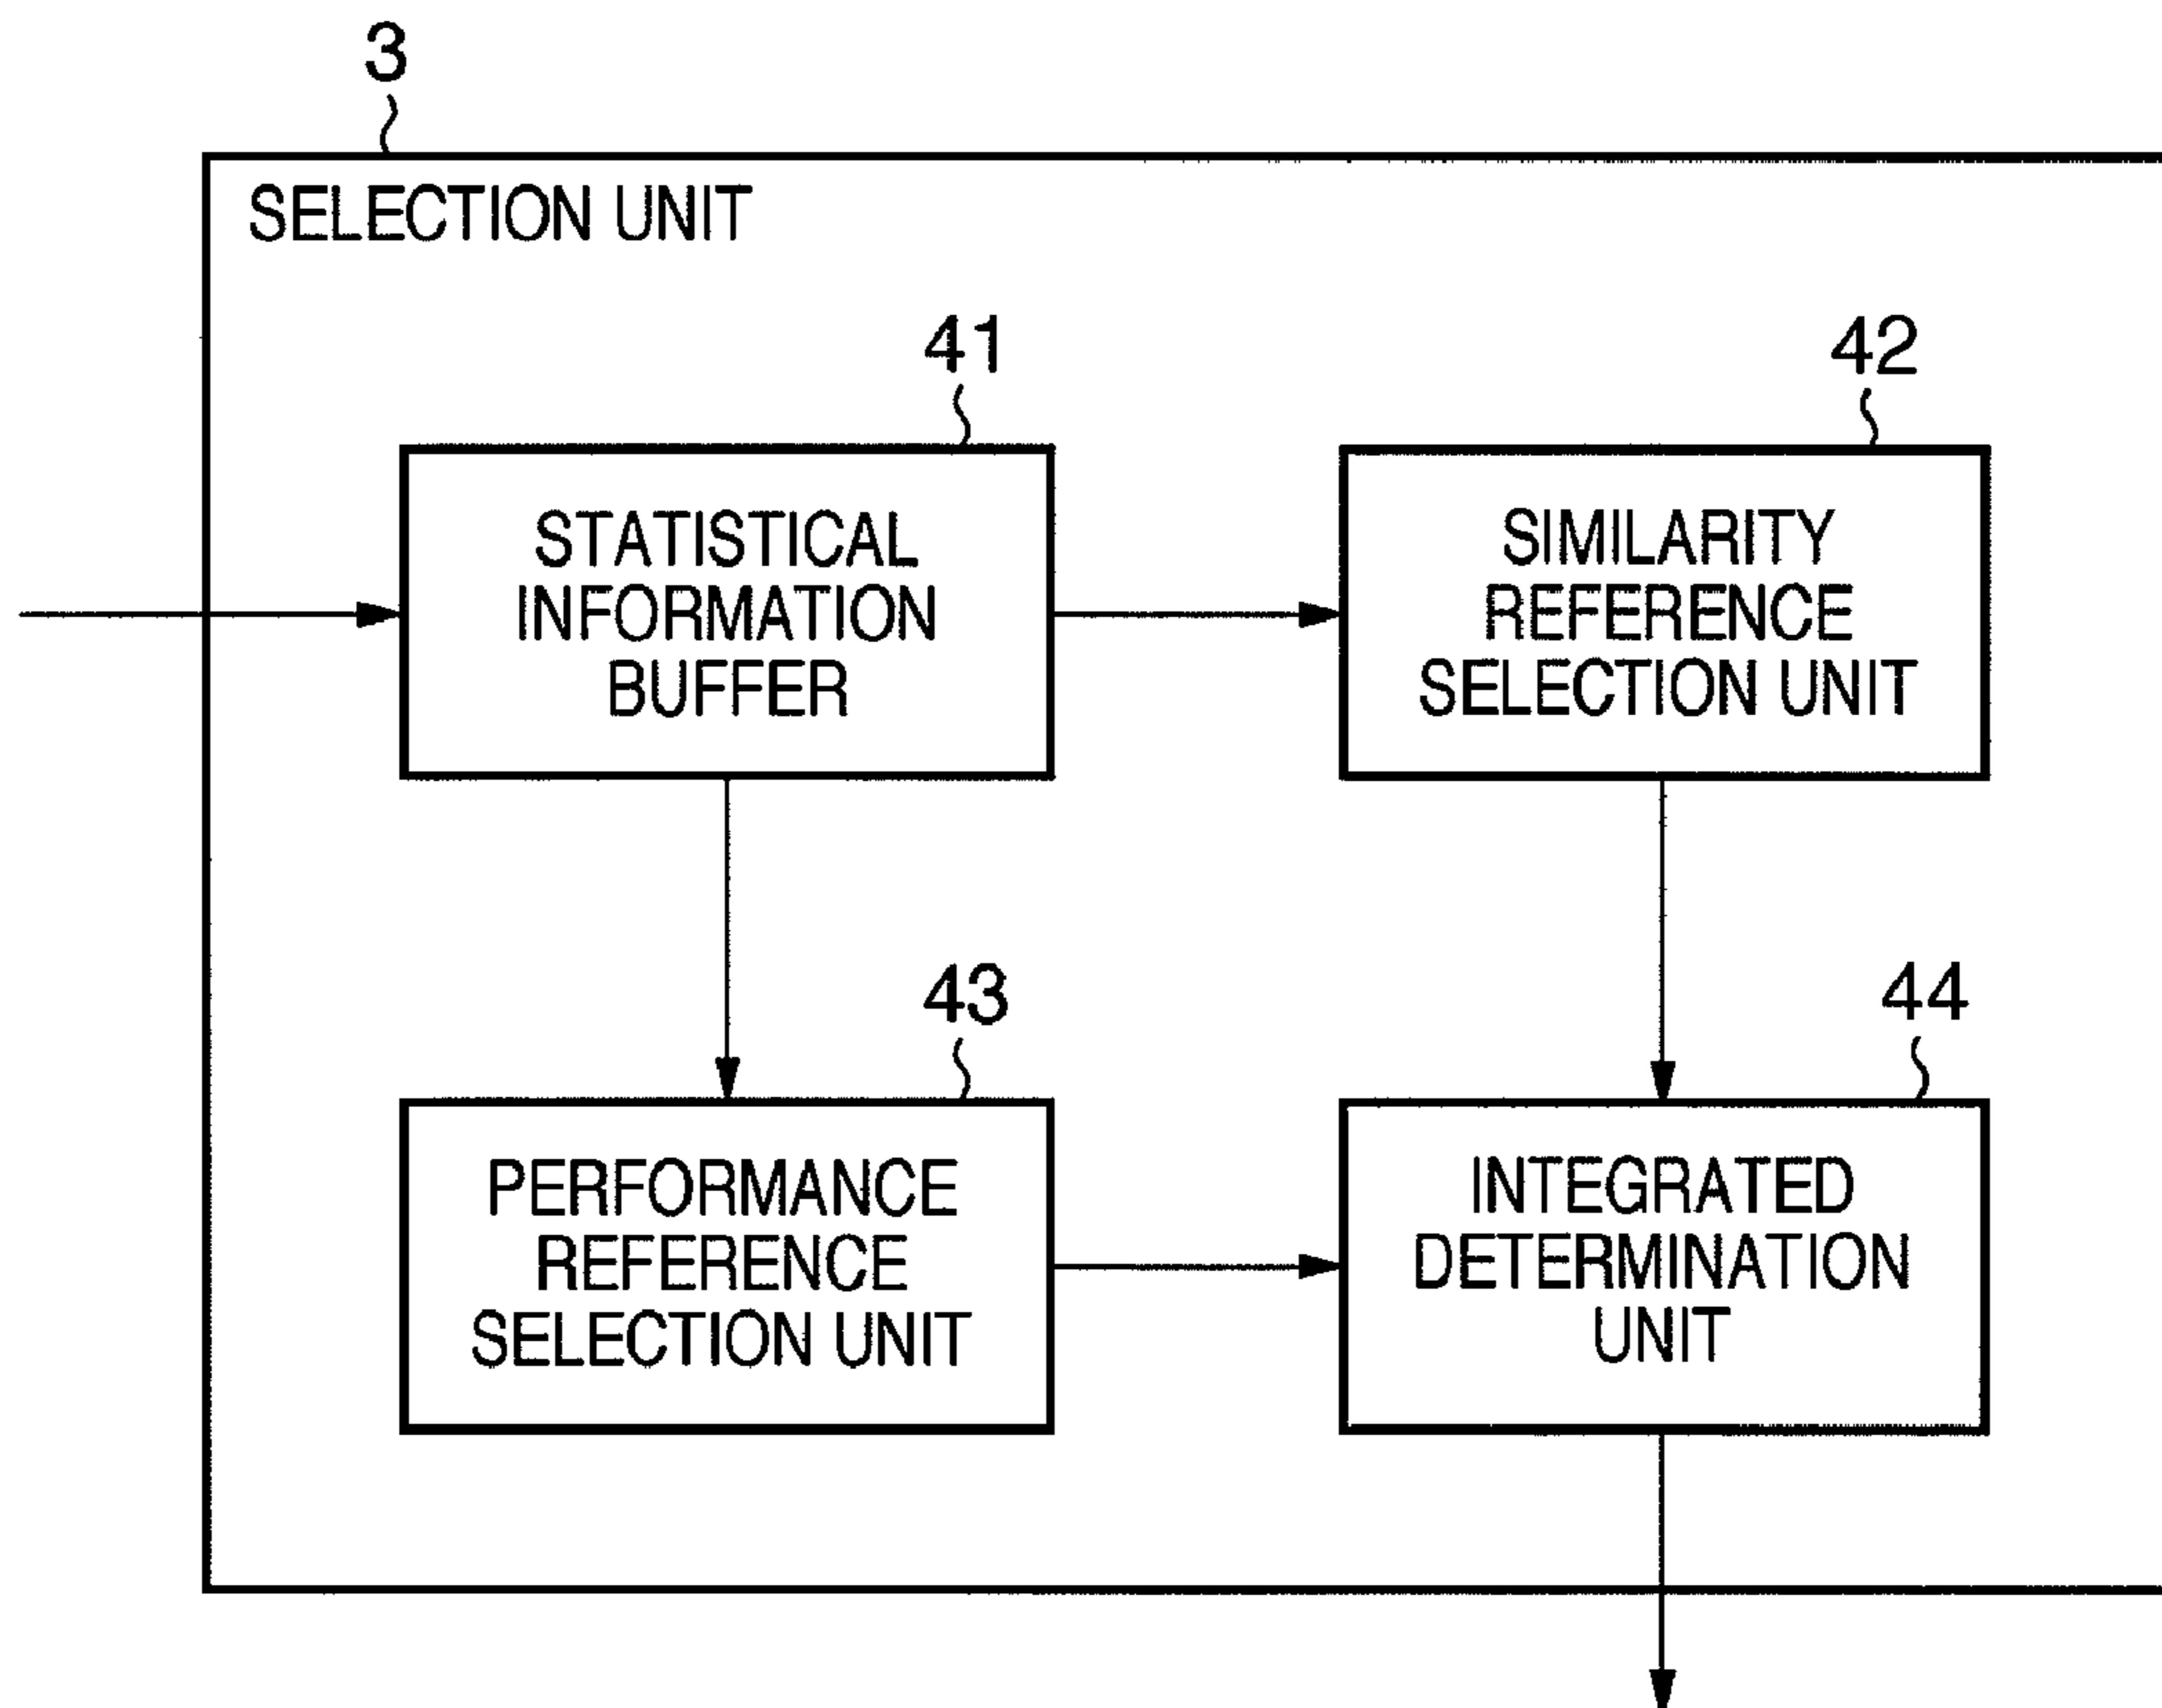 3
SELECTION UNIT
41
STATISTICAL
INFORMATION
BUFFER
42
SIMILARITY
REFERENCE
SELECTION UNIT
43
PERFORMANCE
REFERENCE
SELECTION UNIT
44
INTEGRATED
DETERMINATION
UNIT